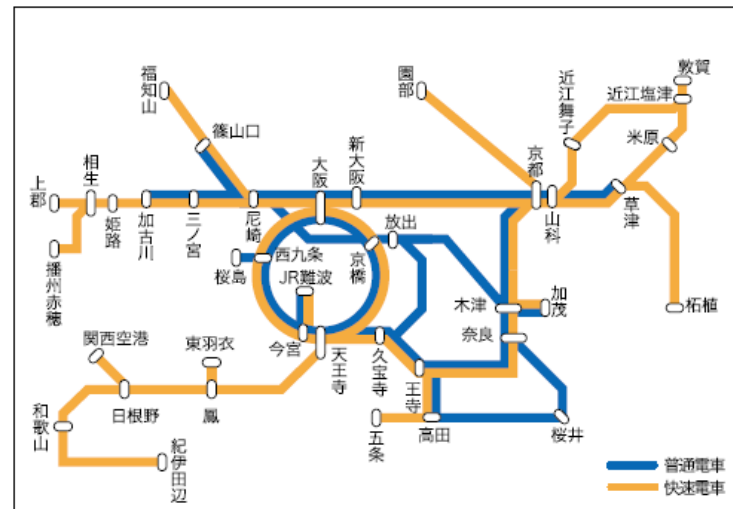 福知山
園部
近江舞子
敦賀
近江塩津
篠山口
大阪
新大阪
京都
米原
相生
上郡
姫路
加古川
三ノ宮
尼崎
放出
山科
草津
播州赤穂
桜島
西九条
京橋
JR難波
木津
加茂
奈良
柘植
関西空港
東羽衣
今宮
天王寺
久宝寺
王寺
和歌山
日根野
鳳
五条
高田
桜井
紀伊田辺
普通電車
快速電車